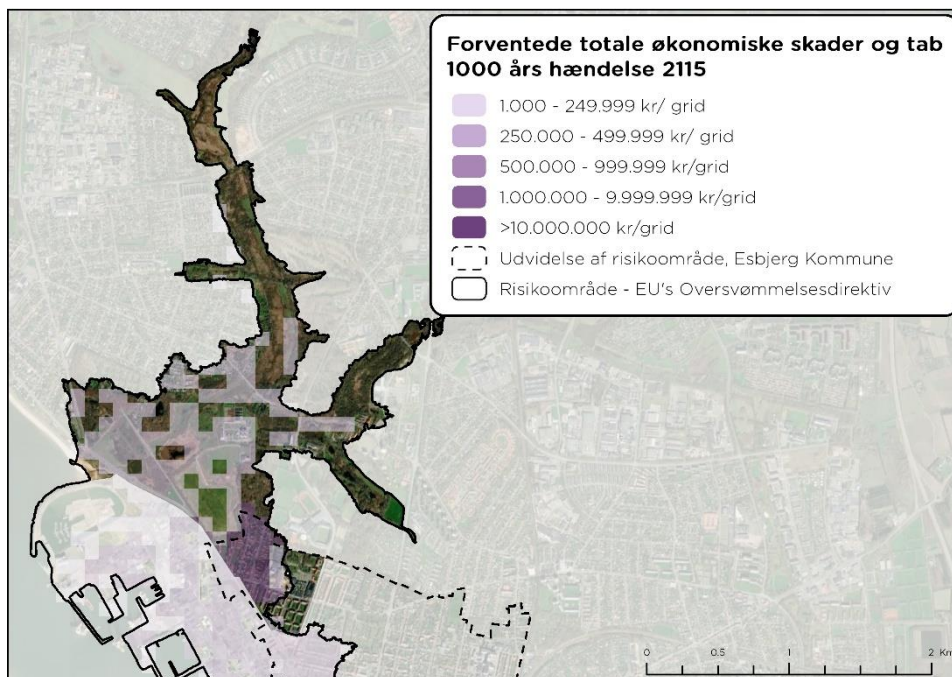 Forventede totale økonomiske skader og tab
1000 års hændelse 2115
1.000 - 249.999 kr/ grid
250.000 - 499.999 kr/ grid
500.000 - 999.999 kr/grid
1.000.000 - 9.999.999 kr/grid
>10.000.000 kr/grid
Udvidelse af risikoområde, Esbjerg Kommune
Risikoområde - EU's Oversvømmelsesdirektiv
0 0.5 1 2 Km